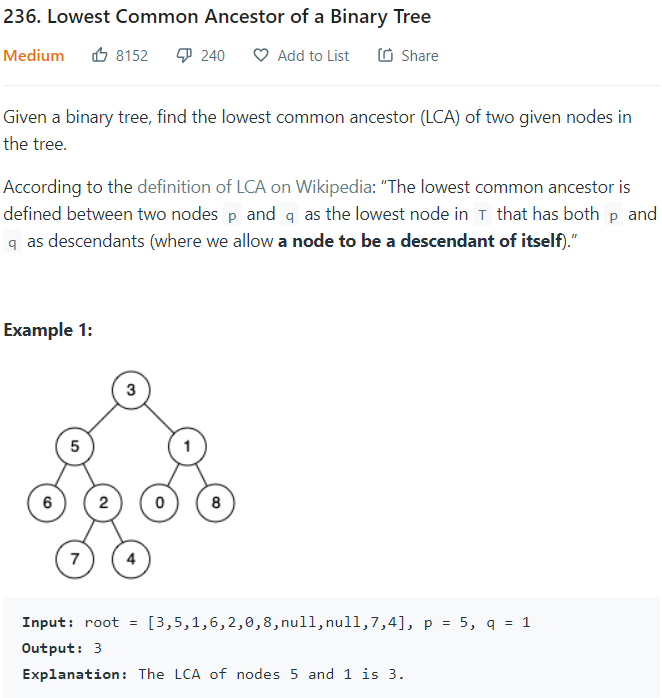 236. Lowest Common Ancestor of a Binary Tree
Medium 8152 240 Add to List Share
Given a binary tree, find the lowest common ancestor (LCA) of two given nodes in
the tree.
According to the definition of LCA on Wikipedia: “The lowest common ancestor is
defined between two nodes p and q as the lowest node in T that has both p and
q as descendants (where we allow a node to be a descendant of itself).”
Example 1:
3
5 1
6 2 0 8
7 4
Input: root = [3,5,1,6,2,0,8,null,null,7,4], p = 5, q = 1
Output: 3
Explanation: The LCA of nodes 5 and 1 is 3.